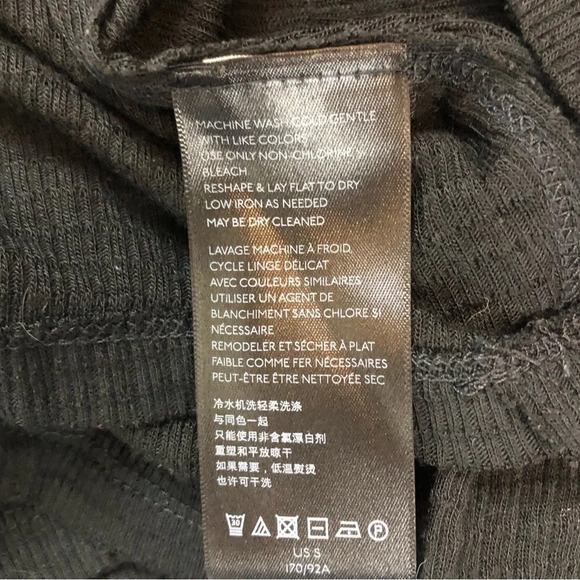 MACHINE WASH COLD GENTLE
WITH LIKE COLORS
USE ONLY NON-CHLORINE
BLEACH
RESHAPE & LAY FLAT TO DRY
LOW IRON AS NEEDED
MAY BE DRY CLEANED
LAVAGE MACHINE À FROID,
CYCLE LINGE DÉLICAT
AVEC COULEURS SIMILAIRES
UTILISER UN AGENT DE
BLANCHIMENT SANS CHLORE SI
NÉCESSAIRE
REMODELER ET SÉCHER À PLAT
FAIBLE COMME FER NÉCESSAIRES
PEUT-ÊTRE ÊTRE NETTOYÉE SEC
冷水机洗轻柔洗涤
与同色一起
只能使用非含氯漂白剂
重塑和平放晾干
如果需要，低温熨烫
也许可干洗
30 P
US S
170/92A